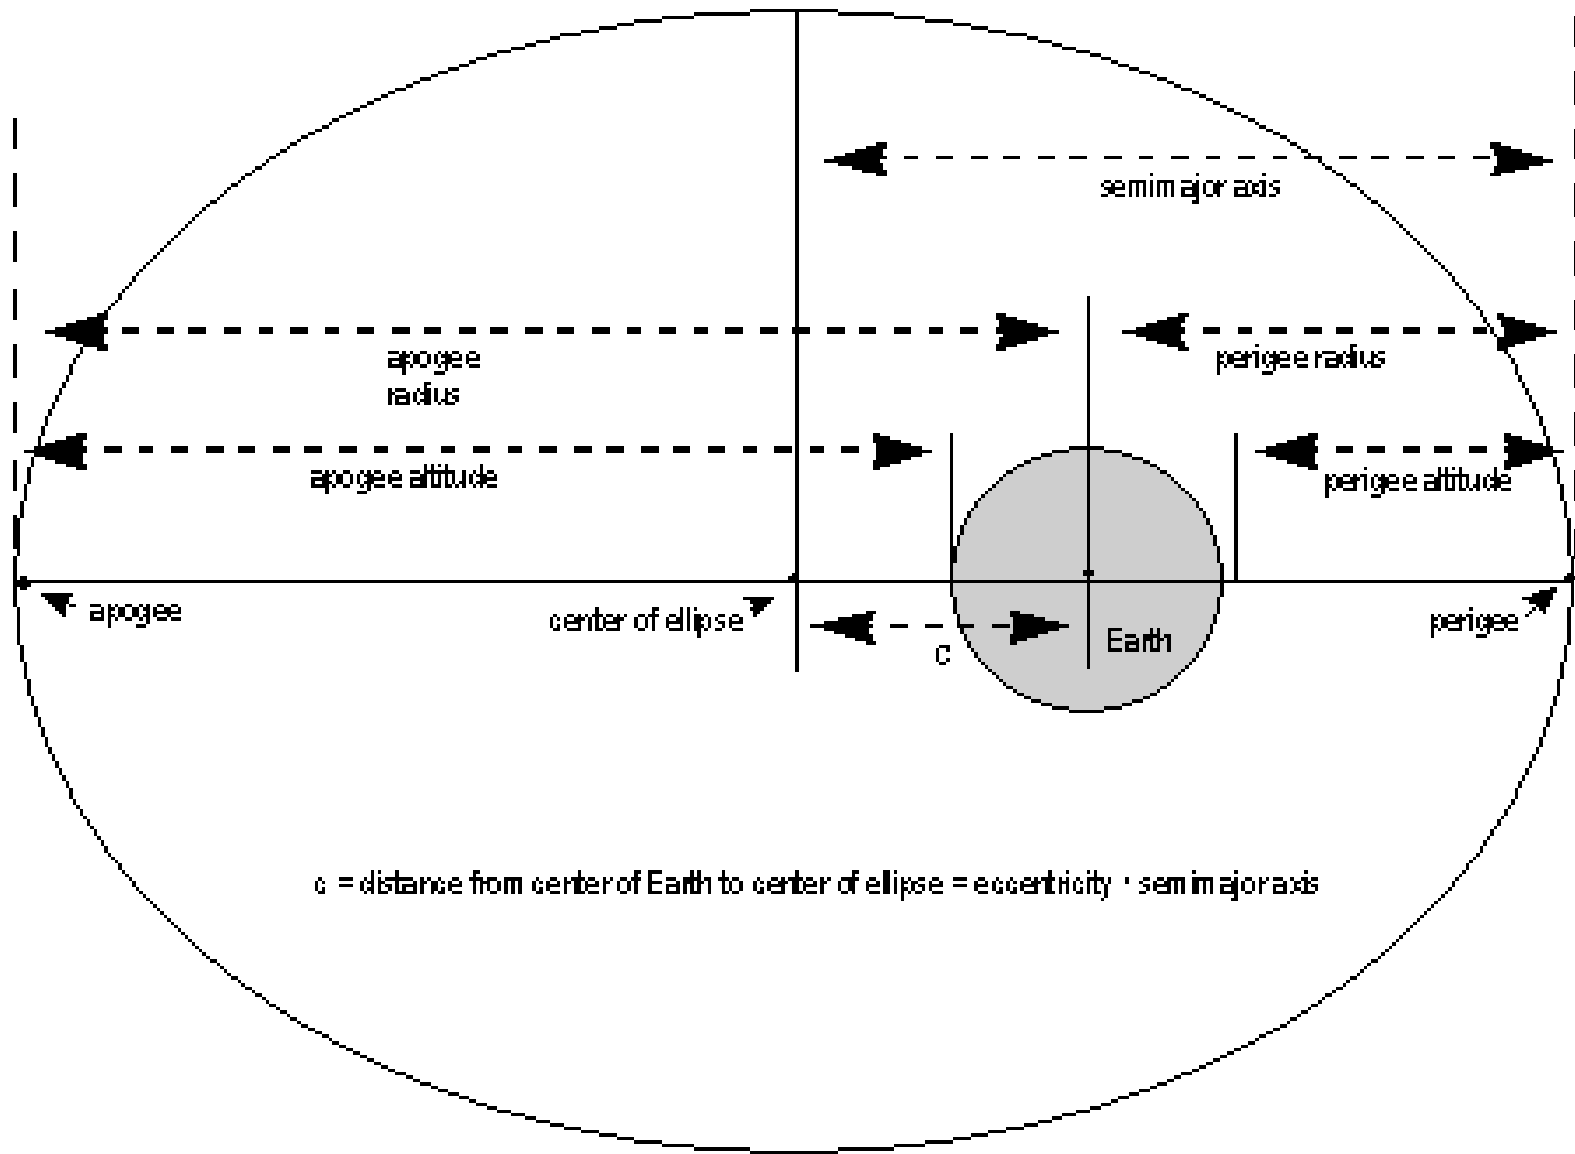 semimajor axis
apogee
radius
perigee radius
apogee altitude
perigee altitude
apogee
center of ellipse
perigee
c
Earth
c = distance from center of Earth to center of ellipse = eccentricity · semimajor axis